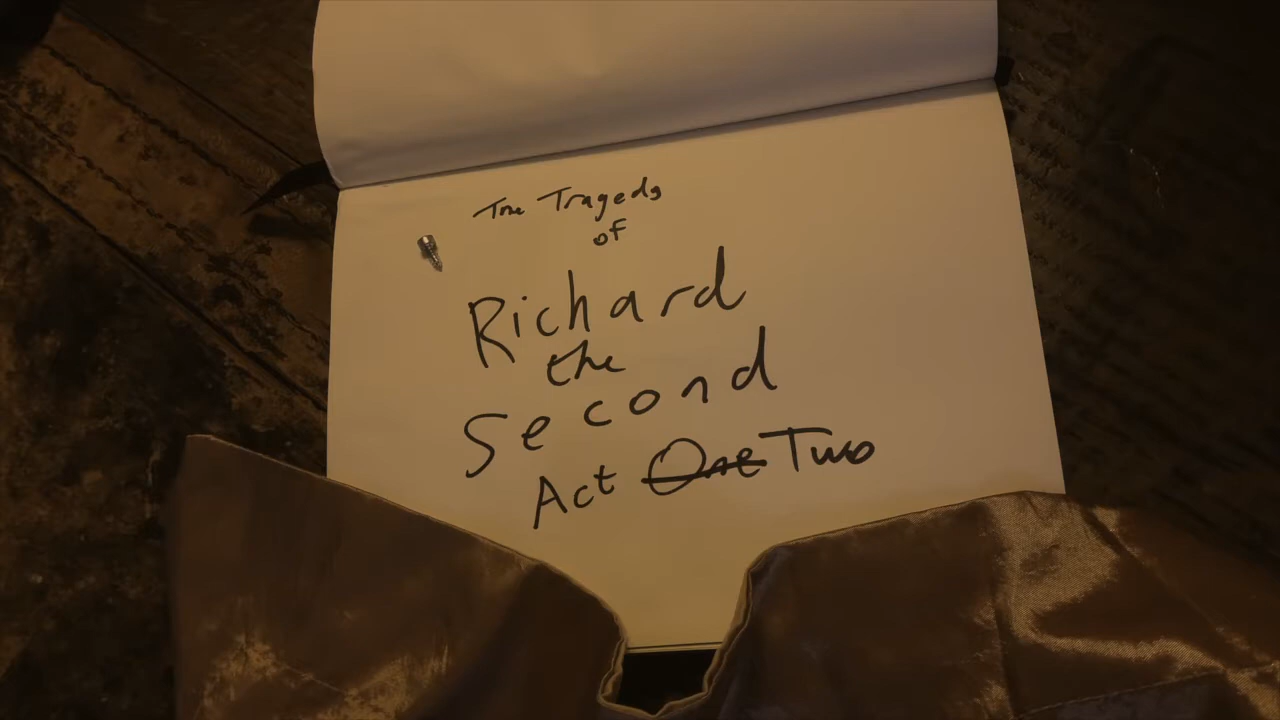 The Tragedy
of
Richard
the
Second
Act One Two